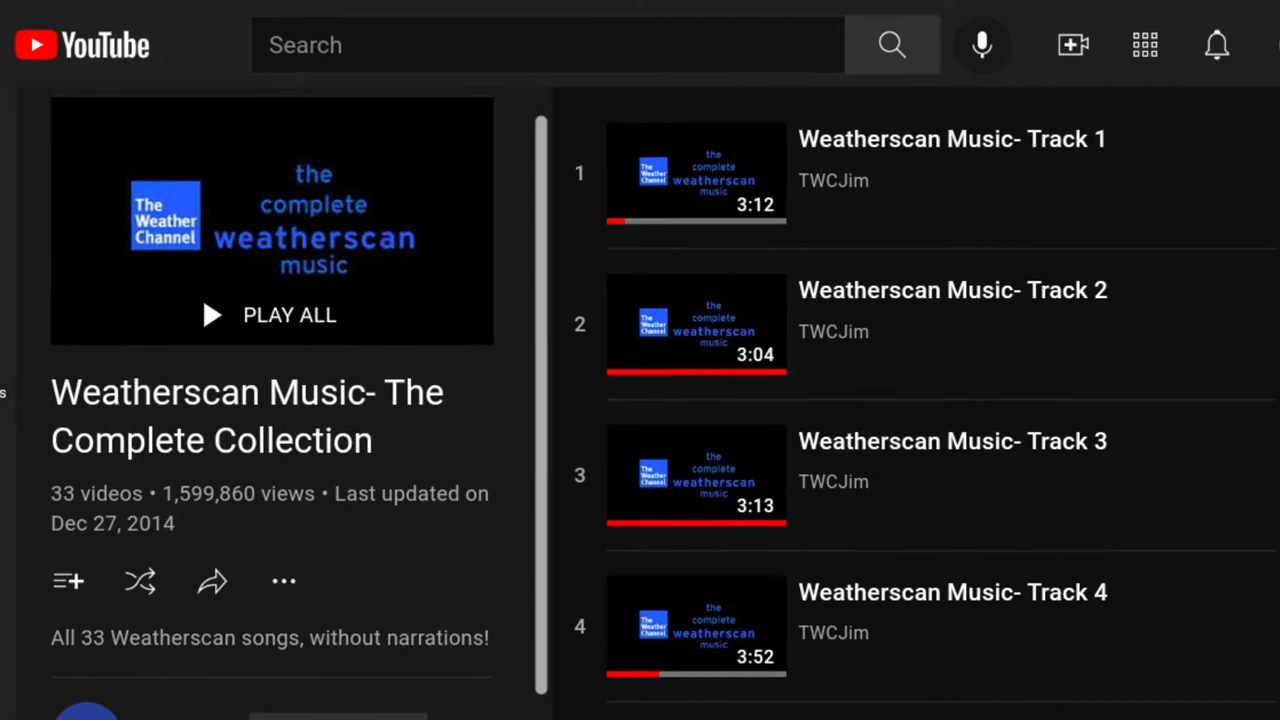 YouTube
Search
the
complete
weatherscan
music
The
Weather
Channel
PLAY ALL
Weatherscan Music- The
Complete Collection
33 videos • 1,599,860 views • Last updated on
Dec 27, 2014
All 33 Weatherscan songs, without narrations!
s
1
The
Weather
Channel
the
complete
weatherscan
music
3:12
Weatherscan Music- Track 1
TWCJim
2
The
Weather
Channel
the
complete
weatherscan
music
3:04
Weatherscan Music- Track 2
TWCJim
3
The
Weather
Channel
the
complete
weatherscan
music
3:13
Weatherscan Music- Track 3
TWCJim
4
The
Weather
Channel
the
complete
weatherscan
music
3:52
Weatherscan Music- Track 4
TWCJim